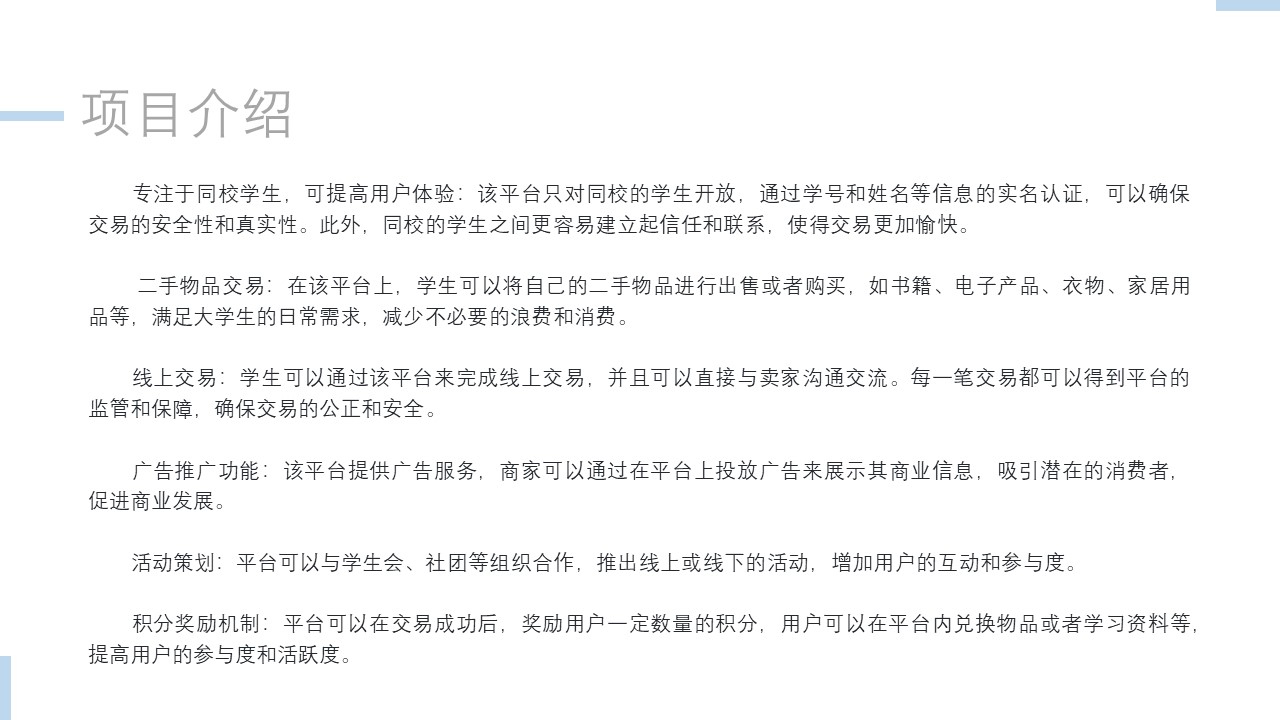 项目介绍
专注于同校学生，可提高用户体验：该平台只对同校的学生开放，通过学号和姓名等信息的实名认证，可以确保
交易的安全性和真实性。此外，同校的学生之间更容易建立起信任和联系，使得交易更加愉快。
二手物品交易：在该平台上，学生可以将自己的二手物品进行出售或者购买，如书籍、电子产品、衣物、家居用
品等，满足大学生的日常需求，减少不必要的浪费和消费。
线上交易：学生可以通过该平台来完成线上交易，并且可以直接与卖家沟通交流。每一笔交易都可以得到平台的
监管和保障，确保交易的公正和安全。
广告推广功能：该平台提供广告服务，商家可以通过在平台上投放广告来展示其商业信息，吸引潜在的消费者，
促进商业发展。
活动策划：平台可以与学生会、社团等组织合作，推出线上或线下的活动，增加用户的互动和参与度。
积分奖励机制：平台可以在交易成功后，奖励用户一定数量的积分，用户可以在平台内兑换物品或者学习资料等，
提高用户的参与度和活跃度。